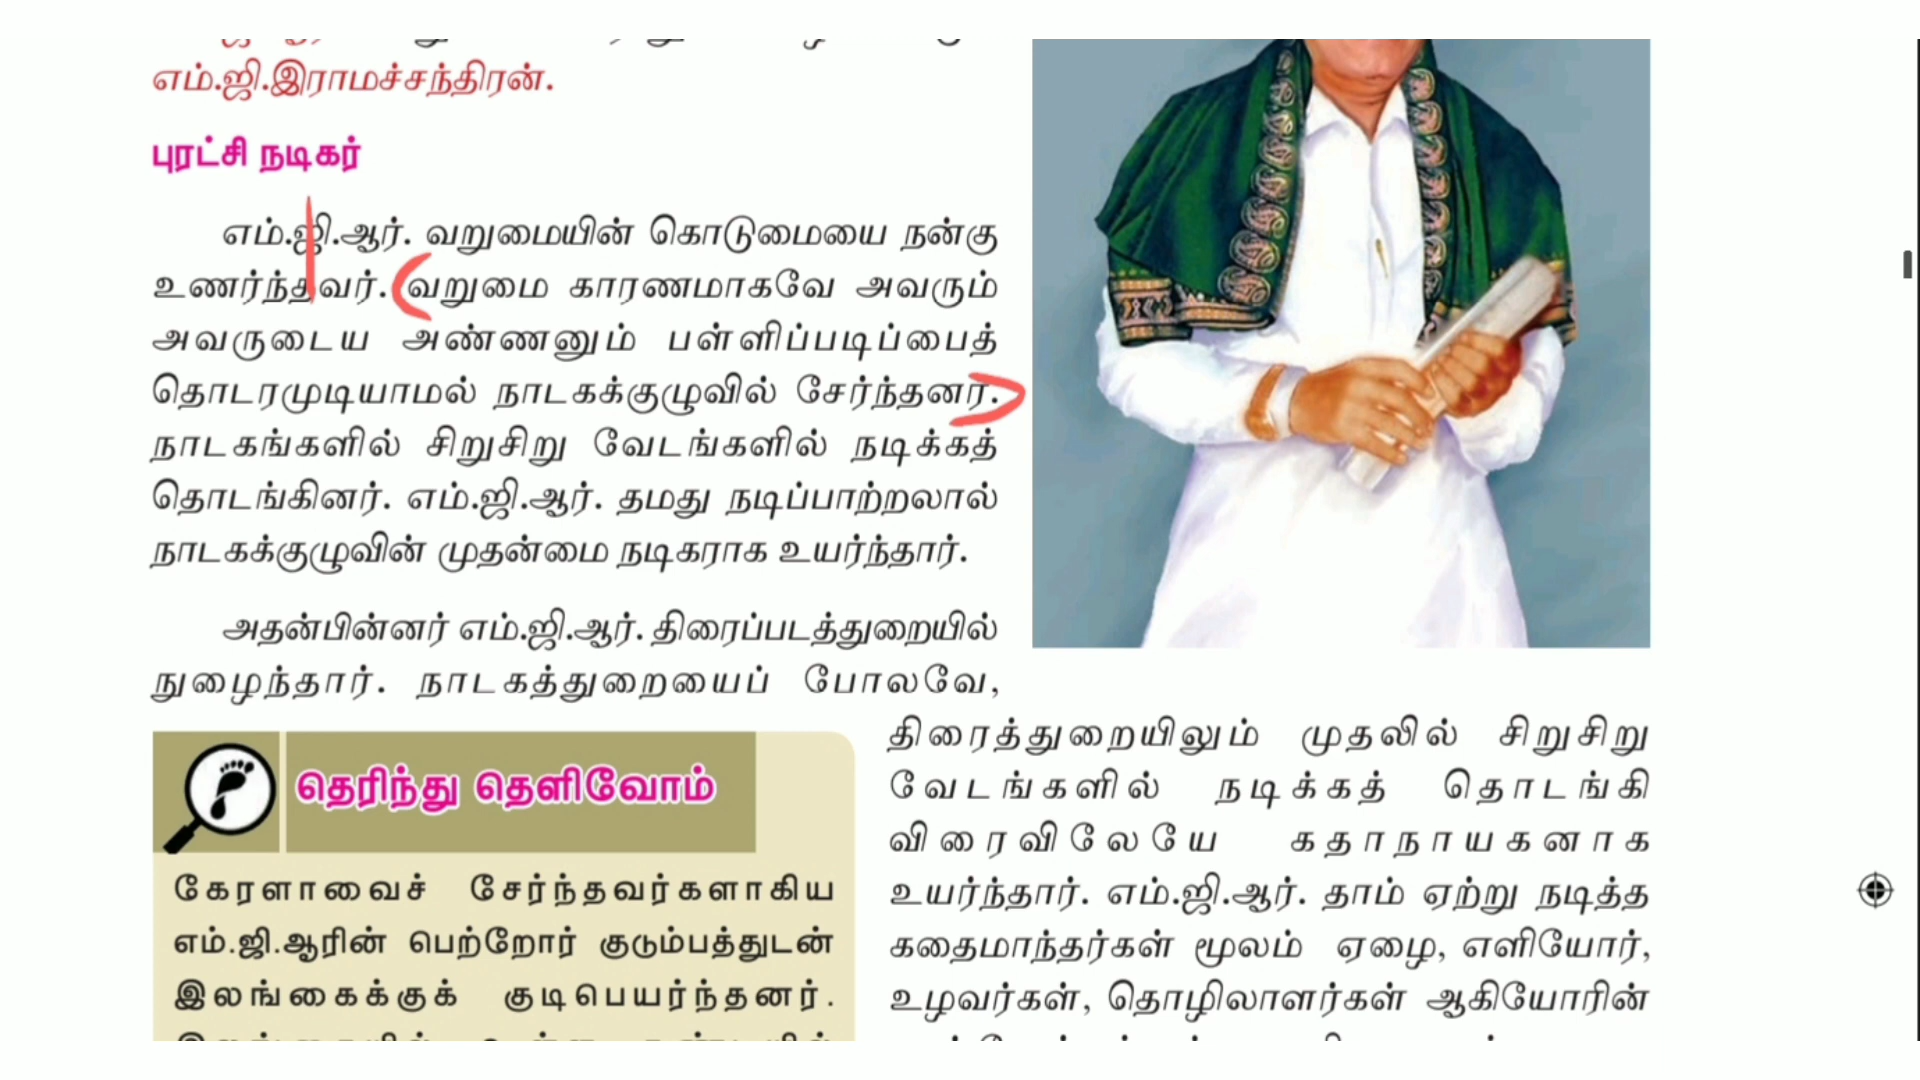 எம்.ஜி.இராமச்சந்திரன்.
புரட்சி நடிகர்
எம்.ஜி.ஆர். வறுமையின் கொடுமையை நன்கு
உணர்ந்தவர். வறுமை காரணமாகவே அவரும்
அவருடைய அண்ணனும் பள்ளிப்படிப்பைத்
தொடரமுடியாமல் நாடகக்குழுவில் சேர்ந்தனர்.
நாடகங்களில் சிறுசிறு வேடங்களில் நடிக்கத்
தொடங்கினர். எம்.ஜி.ஆர். தமது நடிப்பாற்றலால்
நாடகக்குழுவின் முதன்மை நடிகராக உயர்ந்தார்.
அதன்பின்னர் எம்.ஜி.ஆர். திரைப்படத்துறையில்
நுழைந்தார். நாடகத்துறையைப் போலவே,
திரைத்துறையிலும் முதலில் சிறுசிறு
வேடங்களில் நடிக்கத் தொடங்கி
விரைவிலேயே கதாநாயகனாக
உயர்ந்தார். எம்.ஜி.ஆர். தாம் ஏற்று நடித்த
கதைமாந்தர்கள் மூலம் ஏழை, எளியோர்,
உழவர்கள், தொழிலாளர்கள் ஆகியோரின்
தெரிந்து தெளிவோம்
கேரளாவைச் சேர்ந்தவர்களாகிய
எம்.ஜி.ஆரின் பெற்றோர் குடும்பத்துடன்
இலங்கைக்குக் குடிபெயர்ந்தனர்.